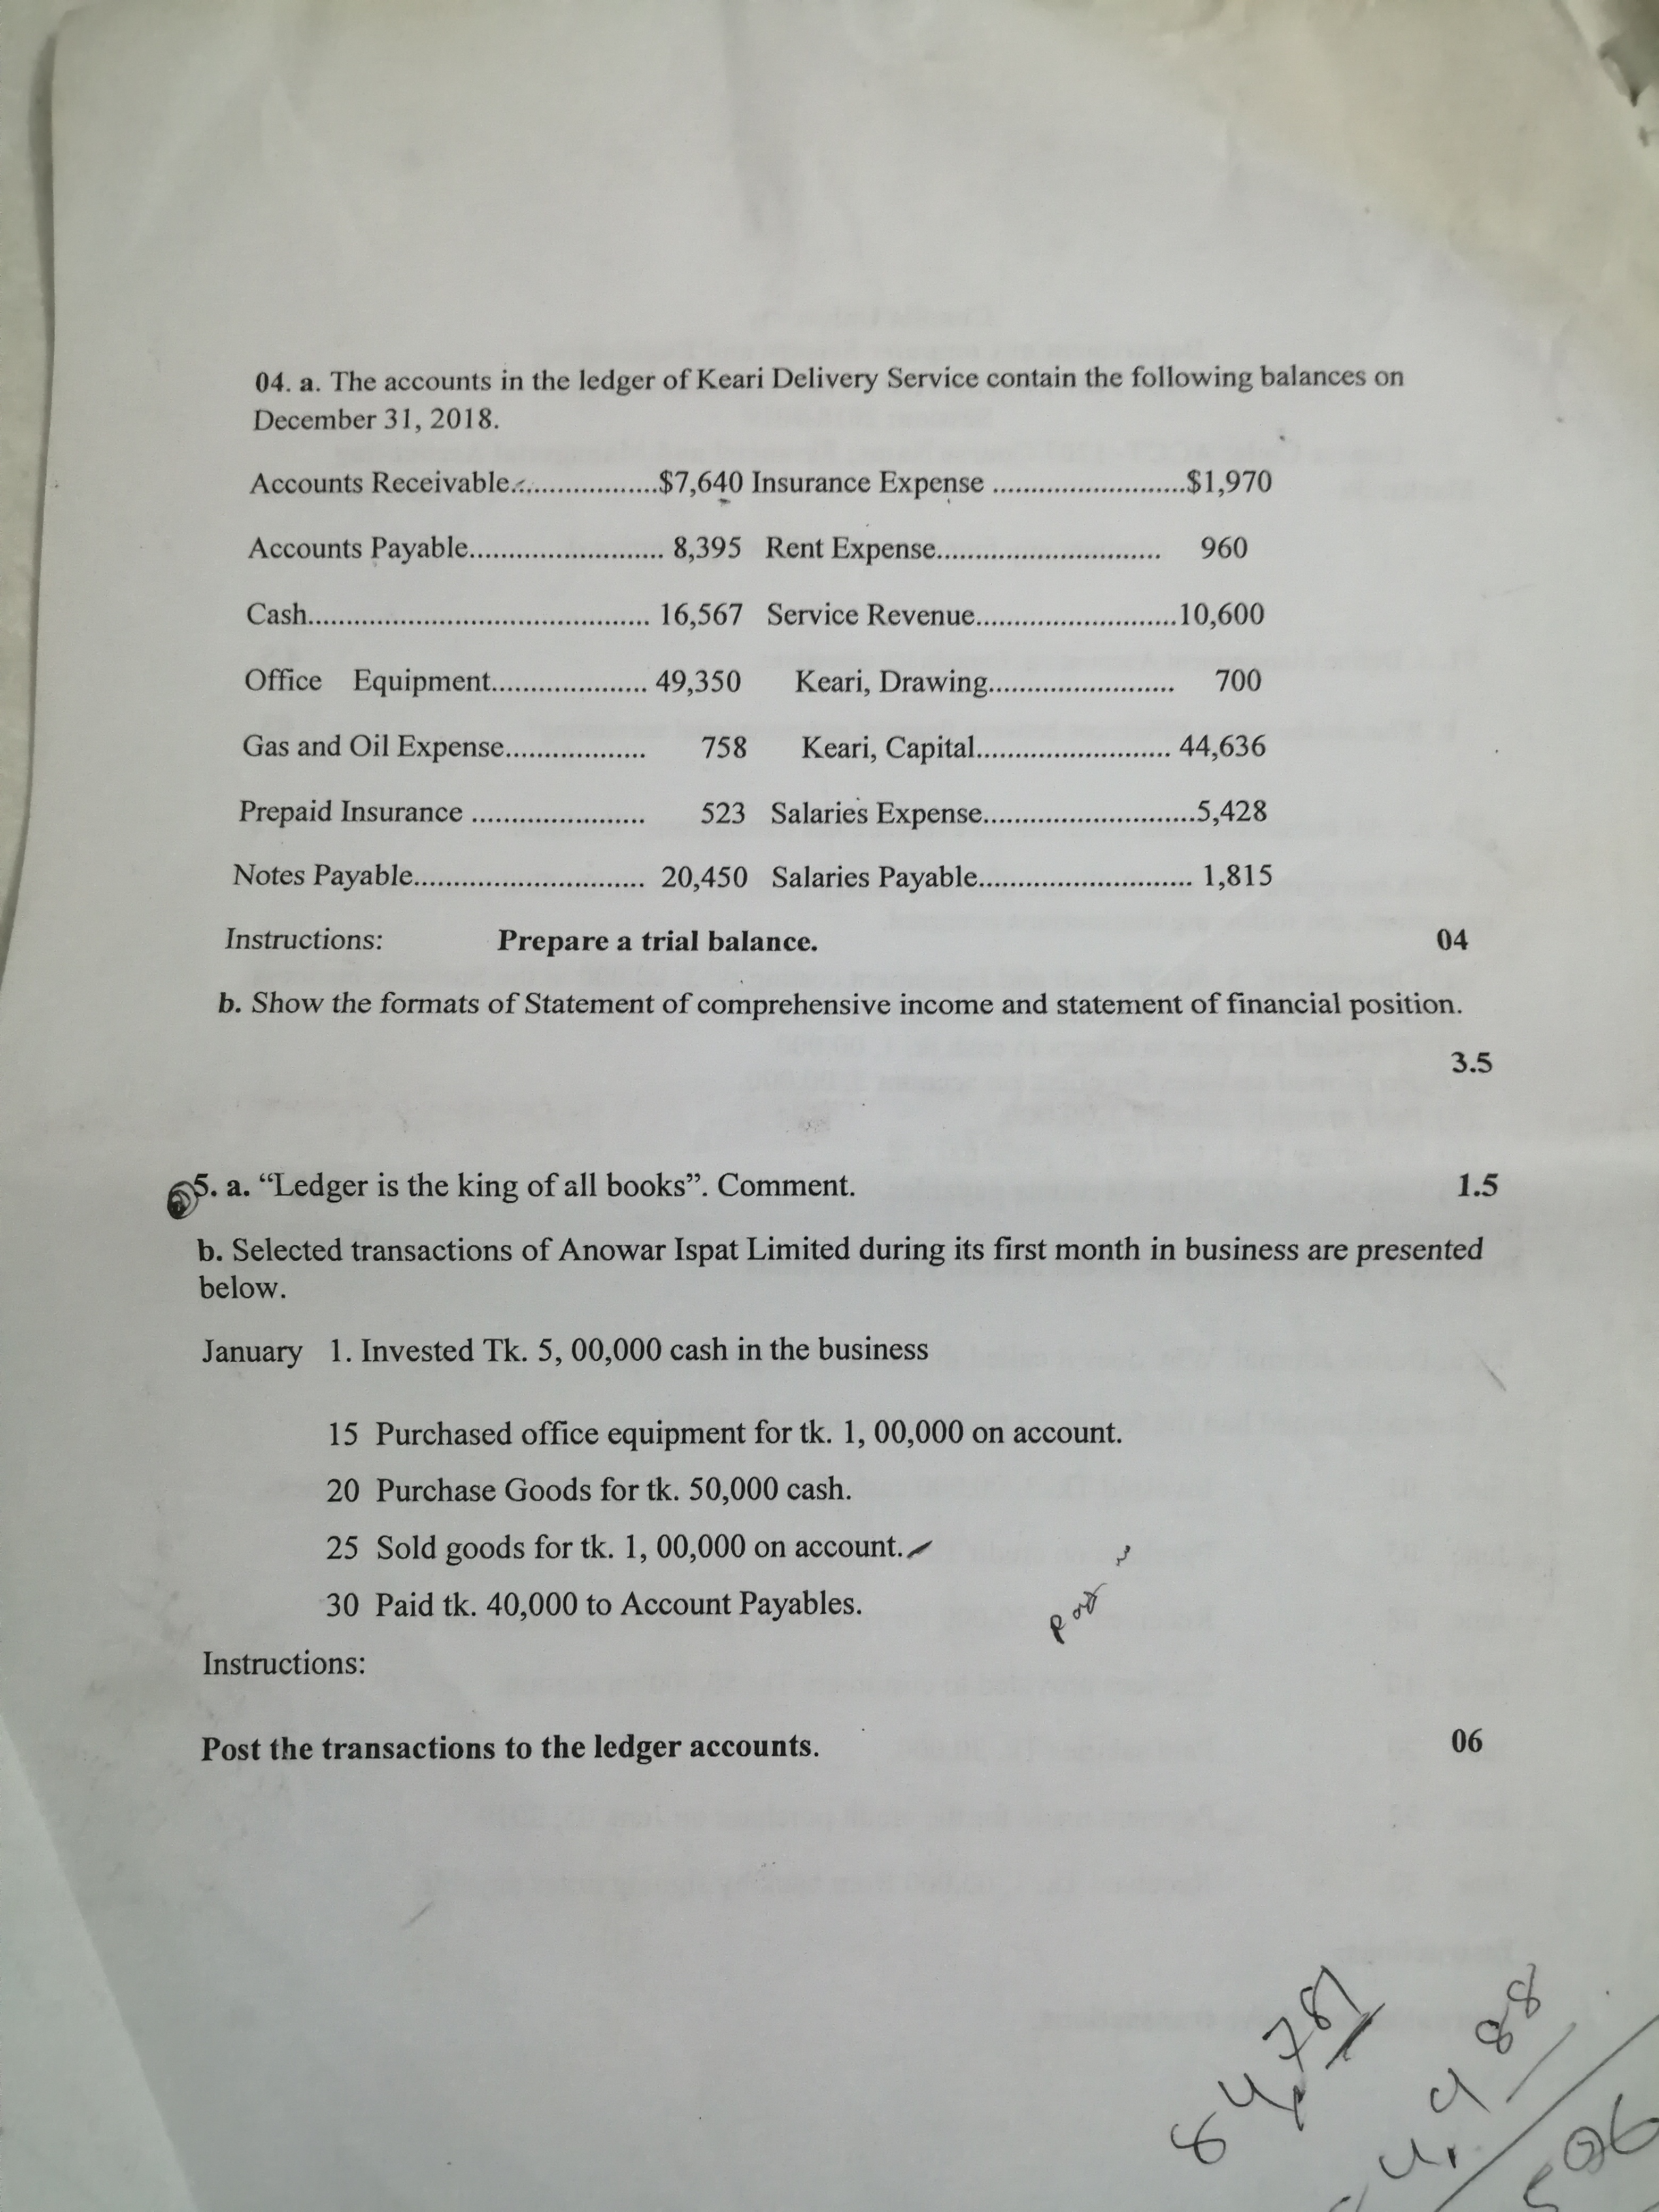 04. a. The accounts in the ledger of Keari Delivery Service contain the following balances on
December 31, 2018.
Accounts Receivable....................$7,640 Insurance Expense .........................$1,970
Accounts Payable......................... 8,395 Rent Expense............................. 960
Cash............................................ 16,567 Service Revenue..........................10,600
Office Equipment.................... 49,350 Keari, Drawing........................ 700
Gas and Oil Expense.................. 758 Keari, Capital......................... 44,636
Prepaid Insurance ...................... 523 Salaries Expense...........................5,428
Notes Payable............................. 20,450 Salaries Payable........................... 1,815
Instructions: Prepare a trial balance. 04
b. Show the formats of Statement of comprehensive income and statement of financial position.
3.5
5. a. “Ledger is the king of all books”. Comment. 1.5
b. Selected transactions of Anowar Ispat Limited during its first month in business are presented
below.
January 1. Invested Tk. 5, 00,000 cash in the business
15 Purchased office equipment for tk. 1, 00,000 on account.
20 Purchase Goods for tk. 50,000 cash.
25 Sold goods for tk. 1, 00,000 on account.
30 Paid tk. 40,000 to Account Payables.
Instructions:
Post the transactions to the ledger accounts. 06